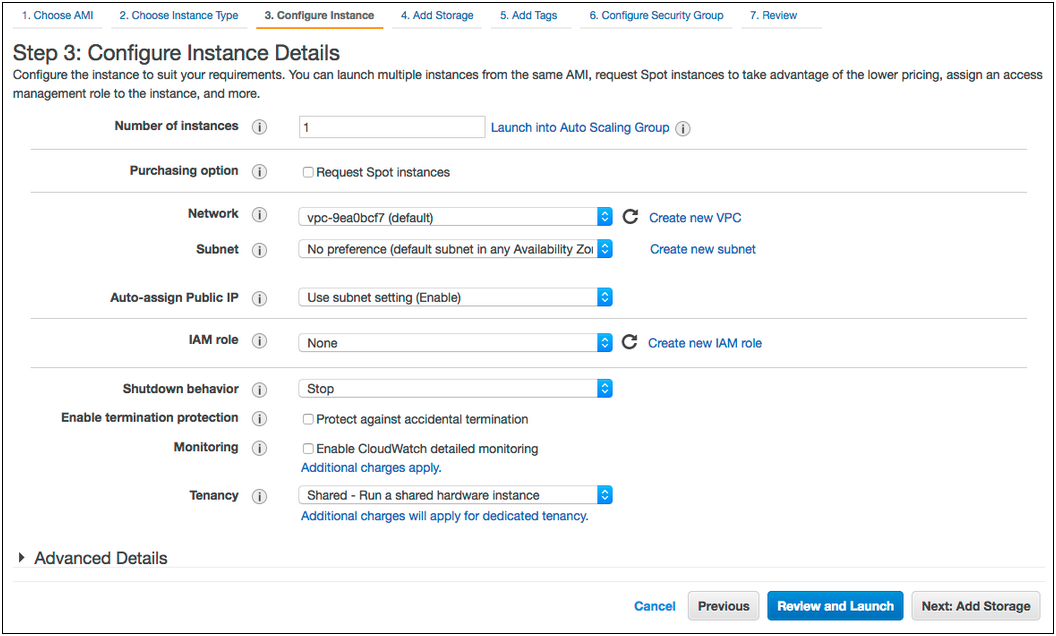 1. Choose AMI 2. Choose Instance Type 3. Configure Instance 4. Add Storage 5. Add Tags 6. Configure Security Group 7. Review
Step 3: Configure Instance Details
Configure the instance to suit your requirements. You can launch multiple instances from the same AMI, request Spot instances to take advantage of the lower pricing, assign an access
management role to the instance, and more.
Number of instances i 1 Launch into Auto Scaling Group i
Purchasing option i Request Spot instances
Network i vpc-9ea0bcf7 (default) Create new VPC
Subnet i No preference (default subnet in any Availability Zo Create new subnet
Auto-assign Public IP i Use subnet setting (Enable)
IAM role i None Create new IAM role
Shutdown behavior i Stop
Enable termination protection i Protect against accidental termination
Monitoring i Enable CloudWatch detailed monitoring
Additional charges apply.
Tenancy i Shared - Run a shared hardware instance
Additional charges will apply for dedicated tenancy.
Advanced Details
Cancel Previous Review and Launch Next: Add Storage